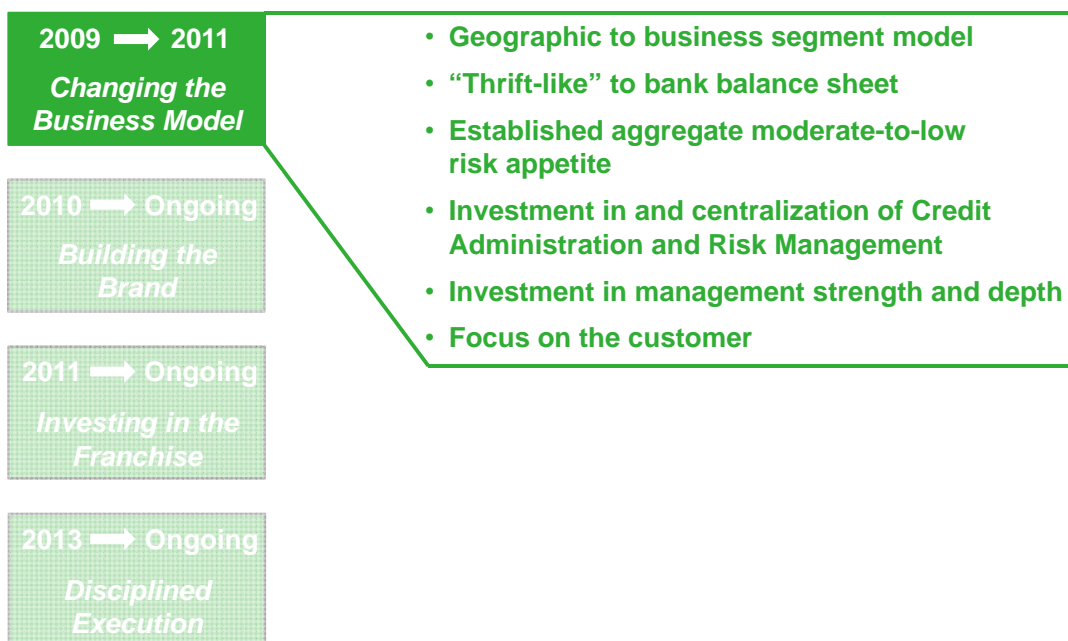 2009 → 2011
Changing the
Business Model
• Geographic to business segment model
• “Thrift-like” to bank balance sheet
• Established aggregate moderate-to-low
risk appetite
• Investment in and centralization of Credit
Administration and Risk Management
• Investment in management strength and depth
• Focus on the customer
2010 → Ongoing
Building the
Brand
2011 → Ongoing
Investing in the
Franchise
2013 → Ongoing
Disciplined
Execution